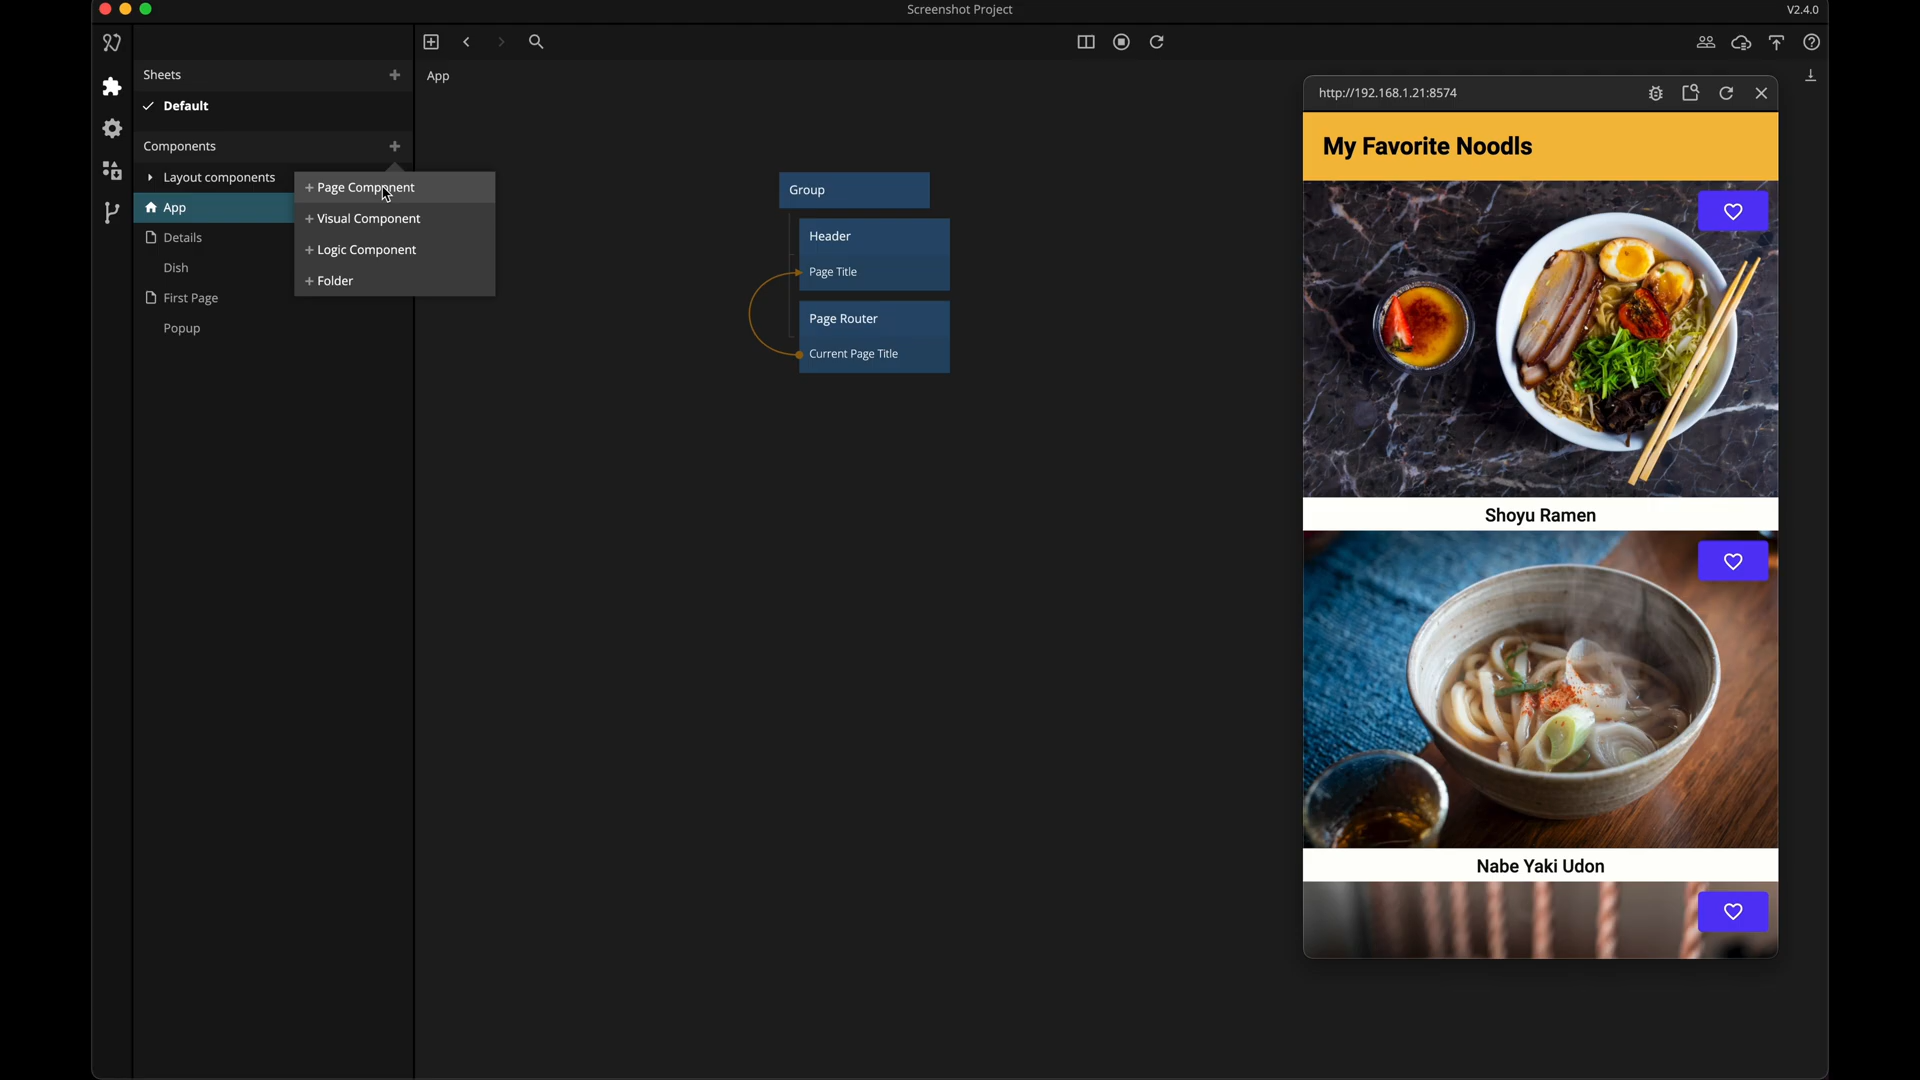 Screenshot Project
V2.4.0
Sheets
Default
Components
Layout components
App
Details
Dish
First Page
Popup
+ Page Component
+ Visual Component
+ Logic Component
+ Folder
App
Group
Header
Page Title
Page Router
Current Page Title
http://192.168.1.21:8574
My Favorite Noodls
Shoyu Ramen
Nabe Yaki Udon